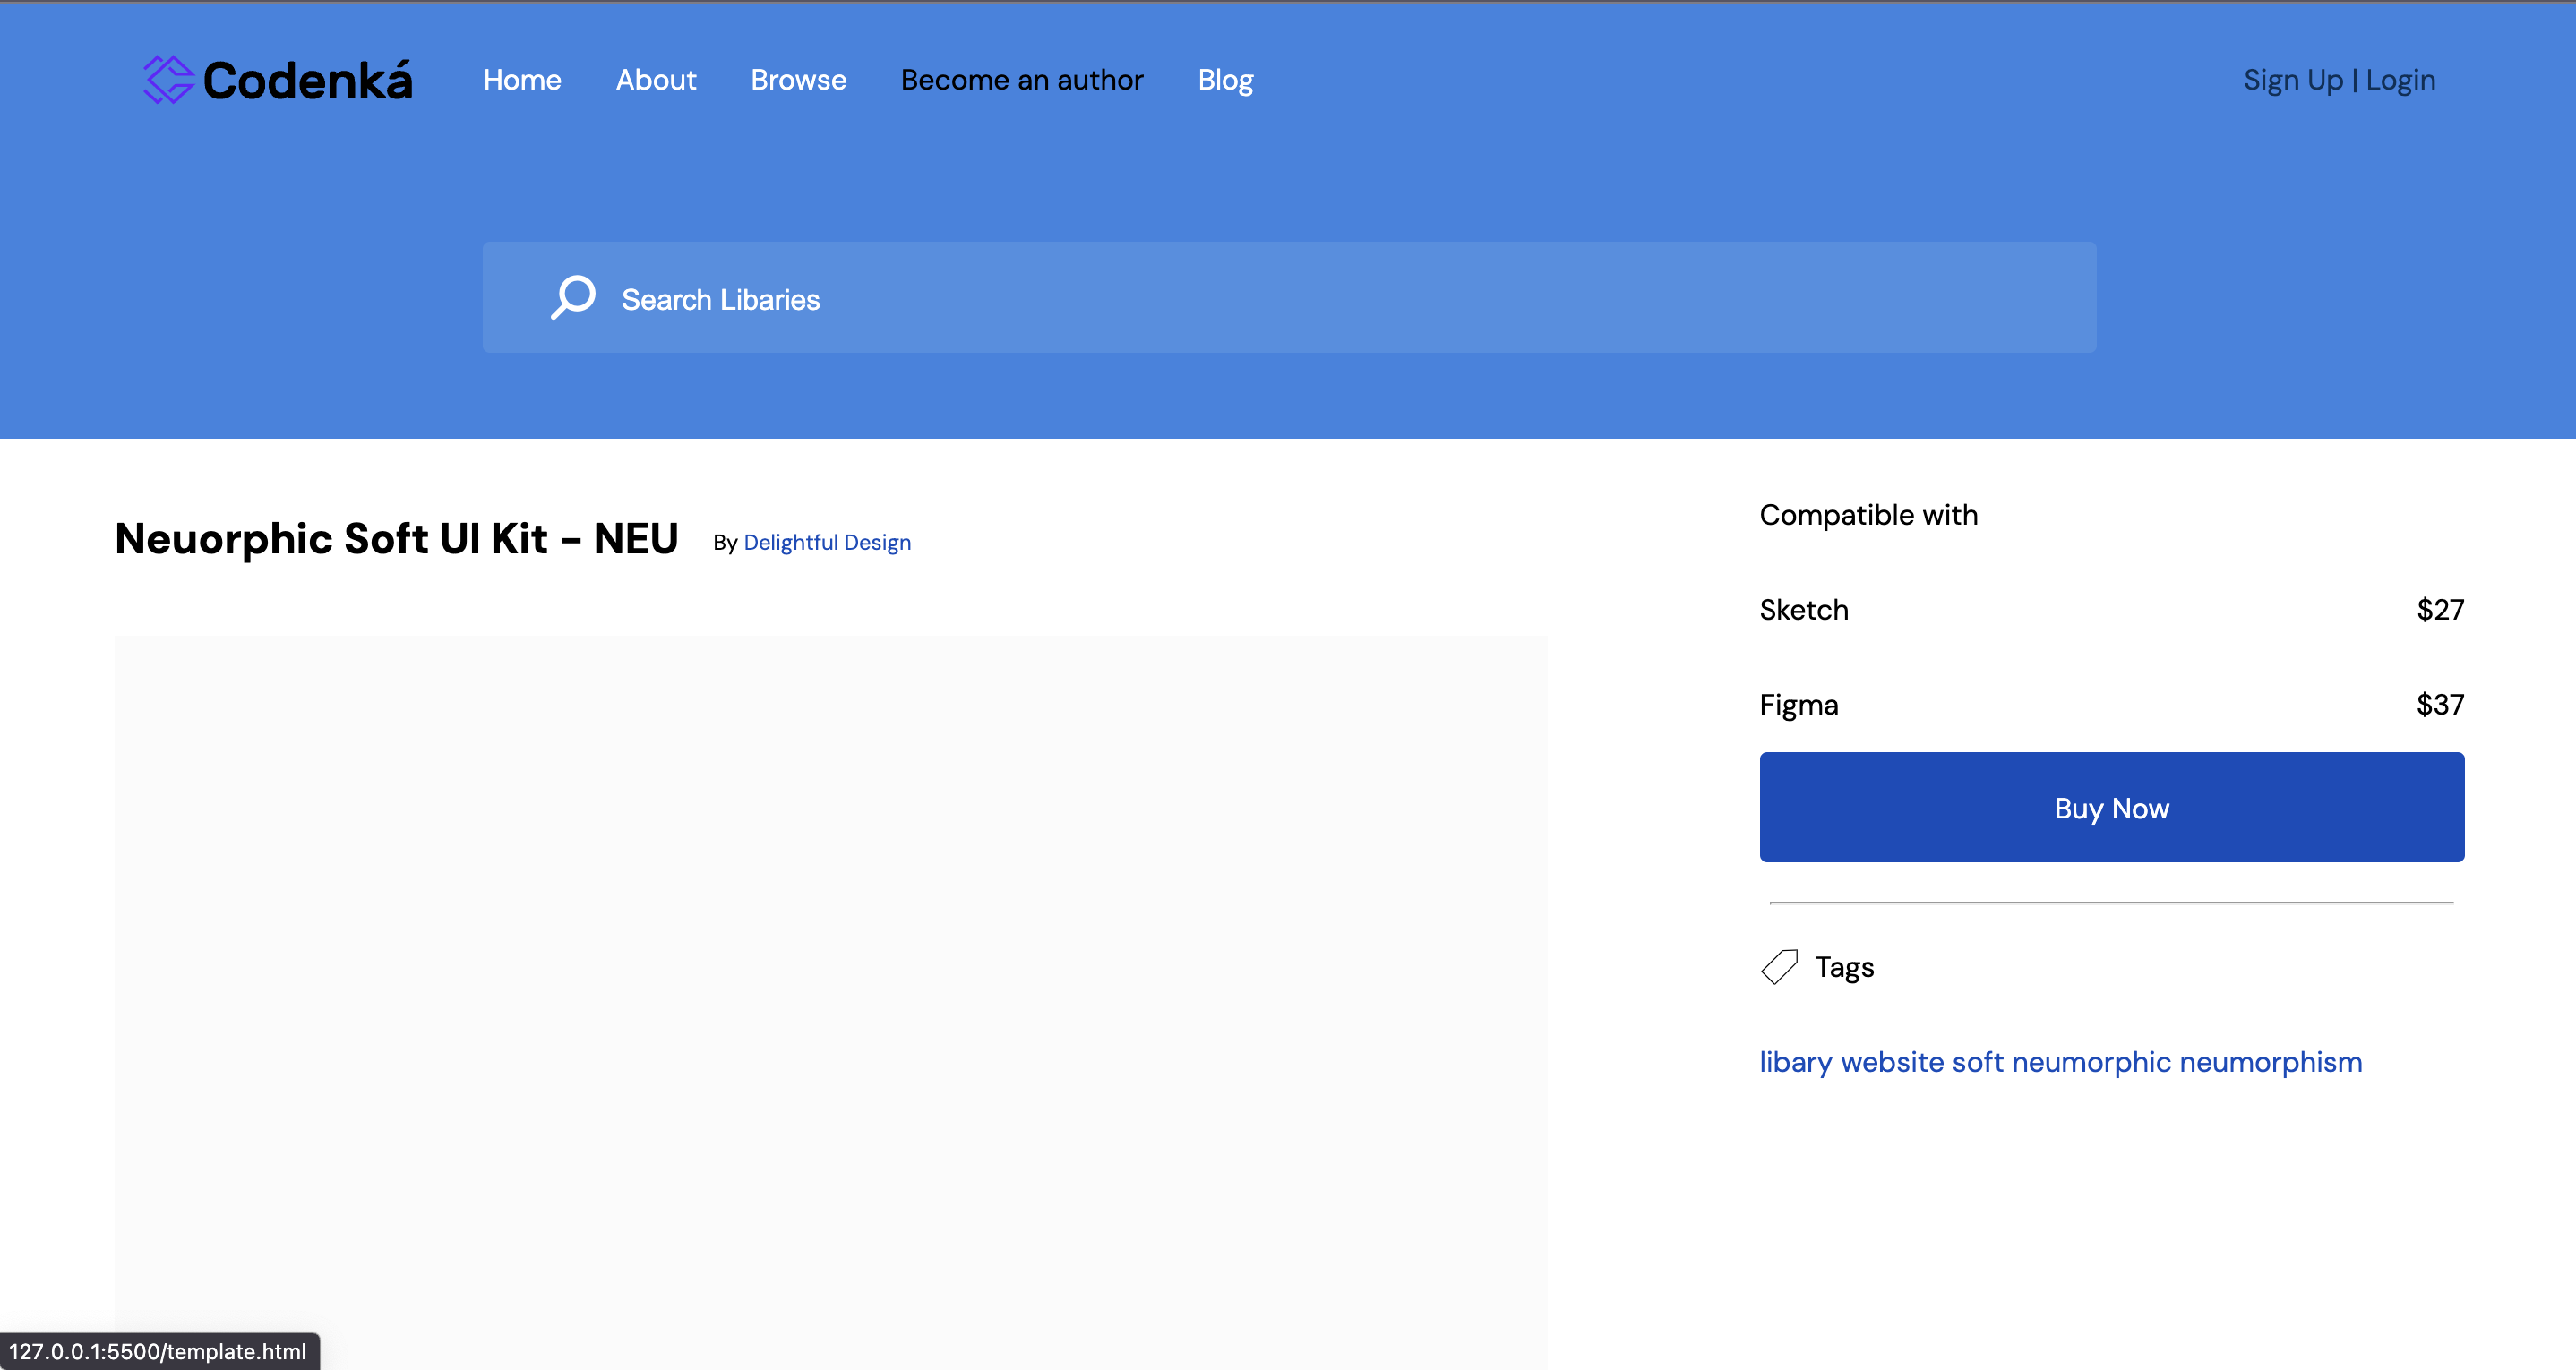 Codenká Home About Browse Become an author Blog Sign Up | Login
Search Libaries
Neuorphic Soft UI Kit - NEU By Delightful Design
Compatible with
Sketch $27
Figma $37
Buy Now
Tags
libary website soft neumorphic neumorphism
127.0.0.1:5500/template.html